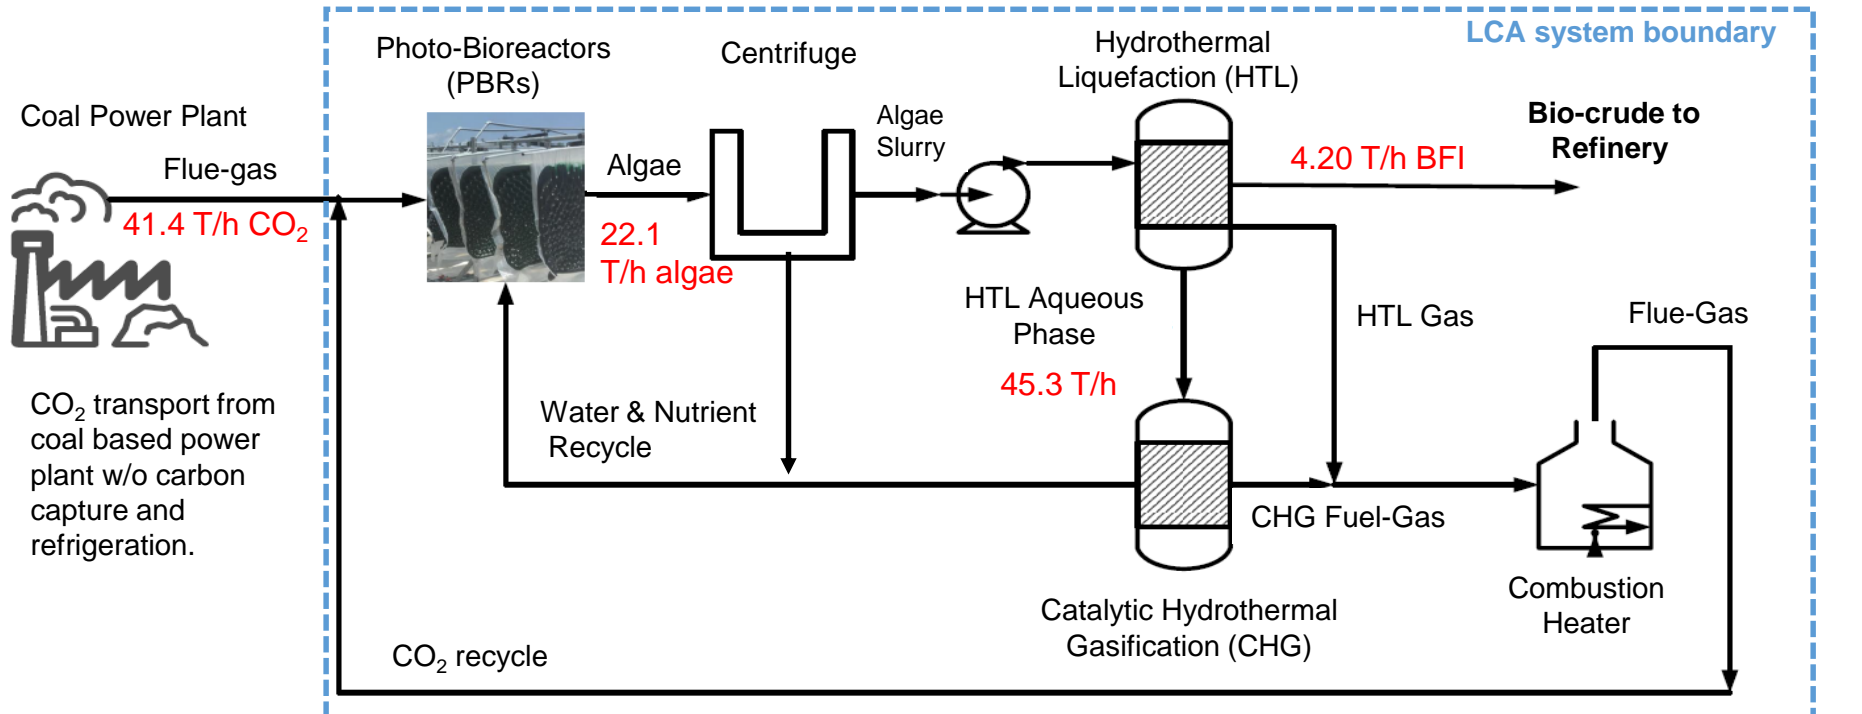 LCA system boundary
Photo-Bioreactors
(PBRs)
Centrifuge
Hydrothermal
Liquefaction (HTL)
Coal Power Plant
Flue-gas
41.4 T/h CO₂
Algae
22.1
T/h algae
Algae
Slurry
4.20 T/h BFI
Bio-crude to
Refinery
HTL Aqueous
Phase
45.3 T/h
HTL Gas
Flue-Gas
CO₂ transport from
coal based power
plant w/o carbon
capture and
refrigeration.
Water & Nutrient
Recycle
CHG Fuel-Gas
Combustion
Heater
Catalytic Hydrothermal
Gasification (CHG)
CO₂ recycle